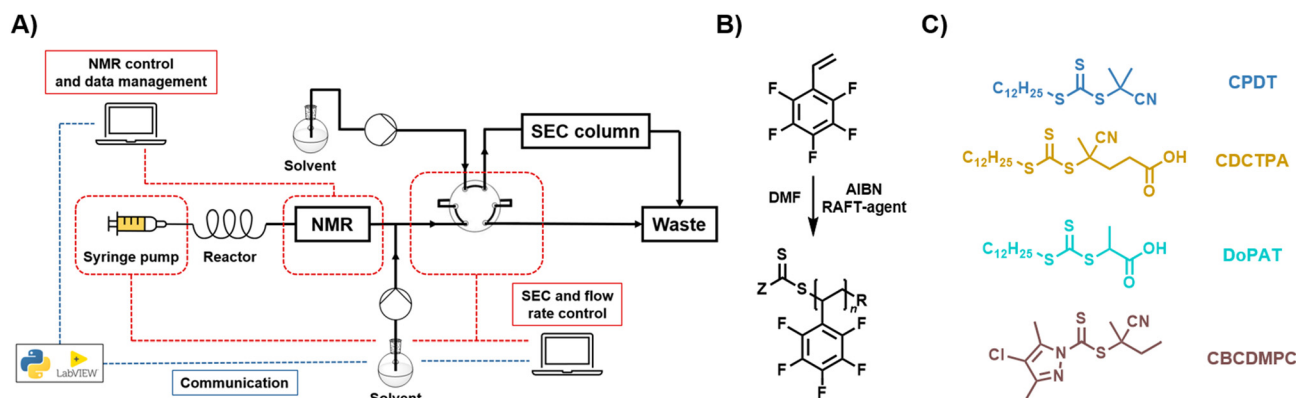 A)
NMR control
and data management
Solvent
SEC column
NMR
Waste
Syringe pump
Reactor
SEC and flow
rate control
LabVIEW
Communication
Solvent
B)
F
F
F
F
F
DMF
AIBN
RAFT-agent
S
Z
S
R
n
F
F
F
F
F
C)
S
C12H25
S
S
CN
CPDT
S
CN
C12H25
S
S
OH
O
CDCTPA
S
C12H25
S
S
OH
O
DoPAT
S
CN
Cl
N
S
N
CBCDMPC